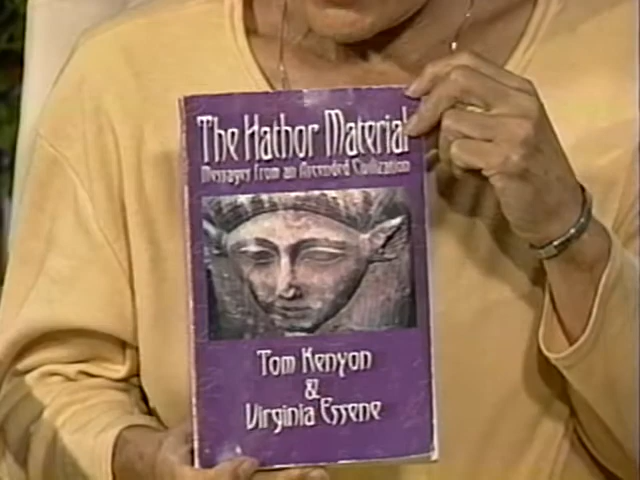 The Hathor Material
Messages from an Ascended Civilization
Tom Kenyon
&
Virginia Essene